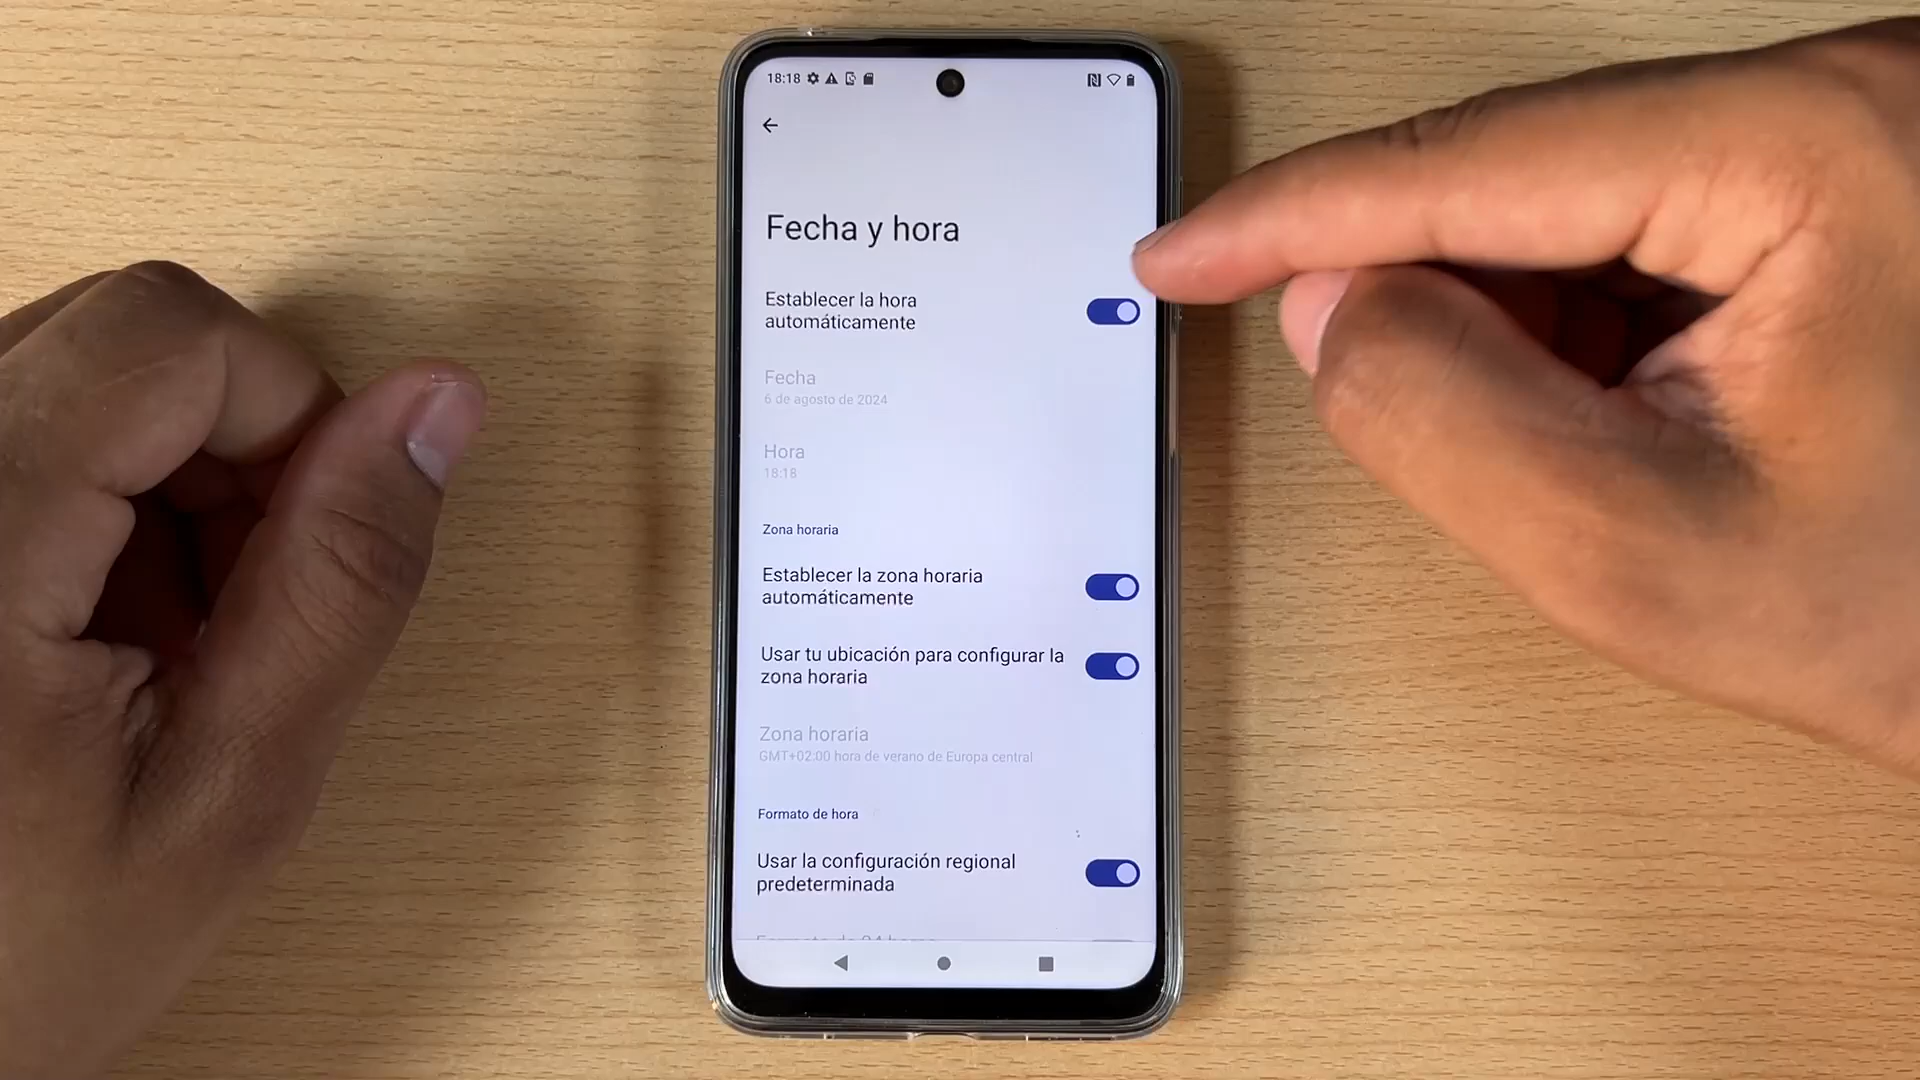 18:18
Fecha y hora
Establecer la hora
automáticamente
Fecha
6 de agosto de 2024
Hora
18:18
Zona horaria
Establecer la zona horaria
automáticamente
Usar tu ubicación para configurar la
zona horaria
Zona horaria
GMT+02:00 hora de verano de Europa central
Formato de hora
Usar la configuración regional
predeterminada